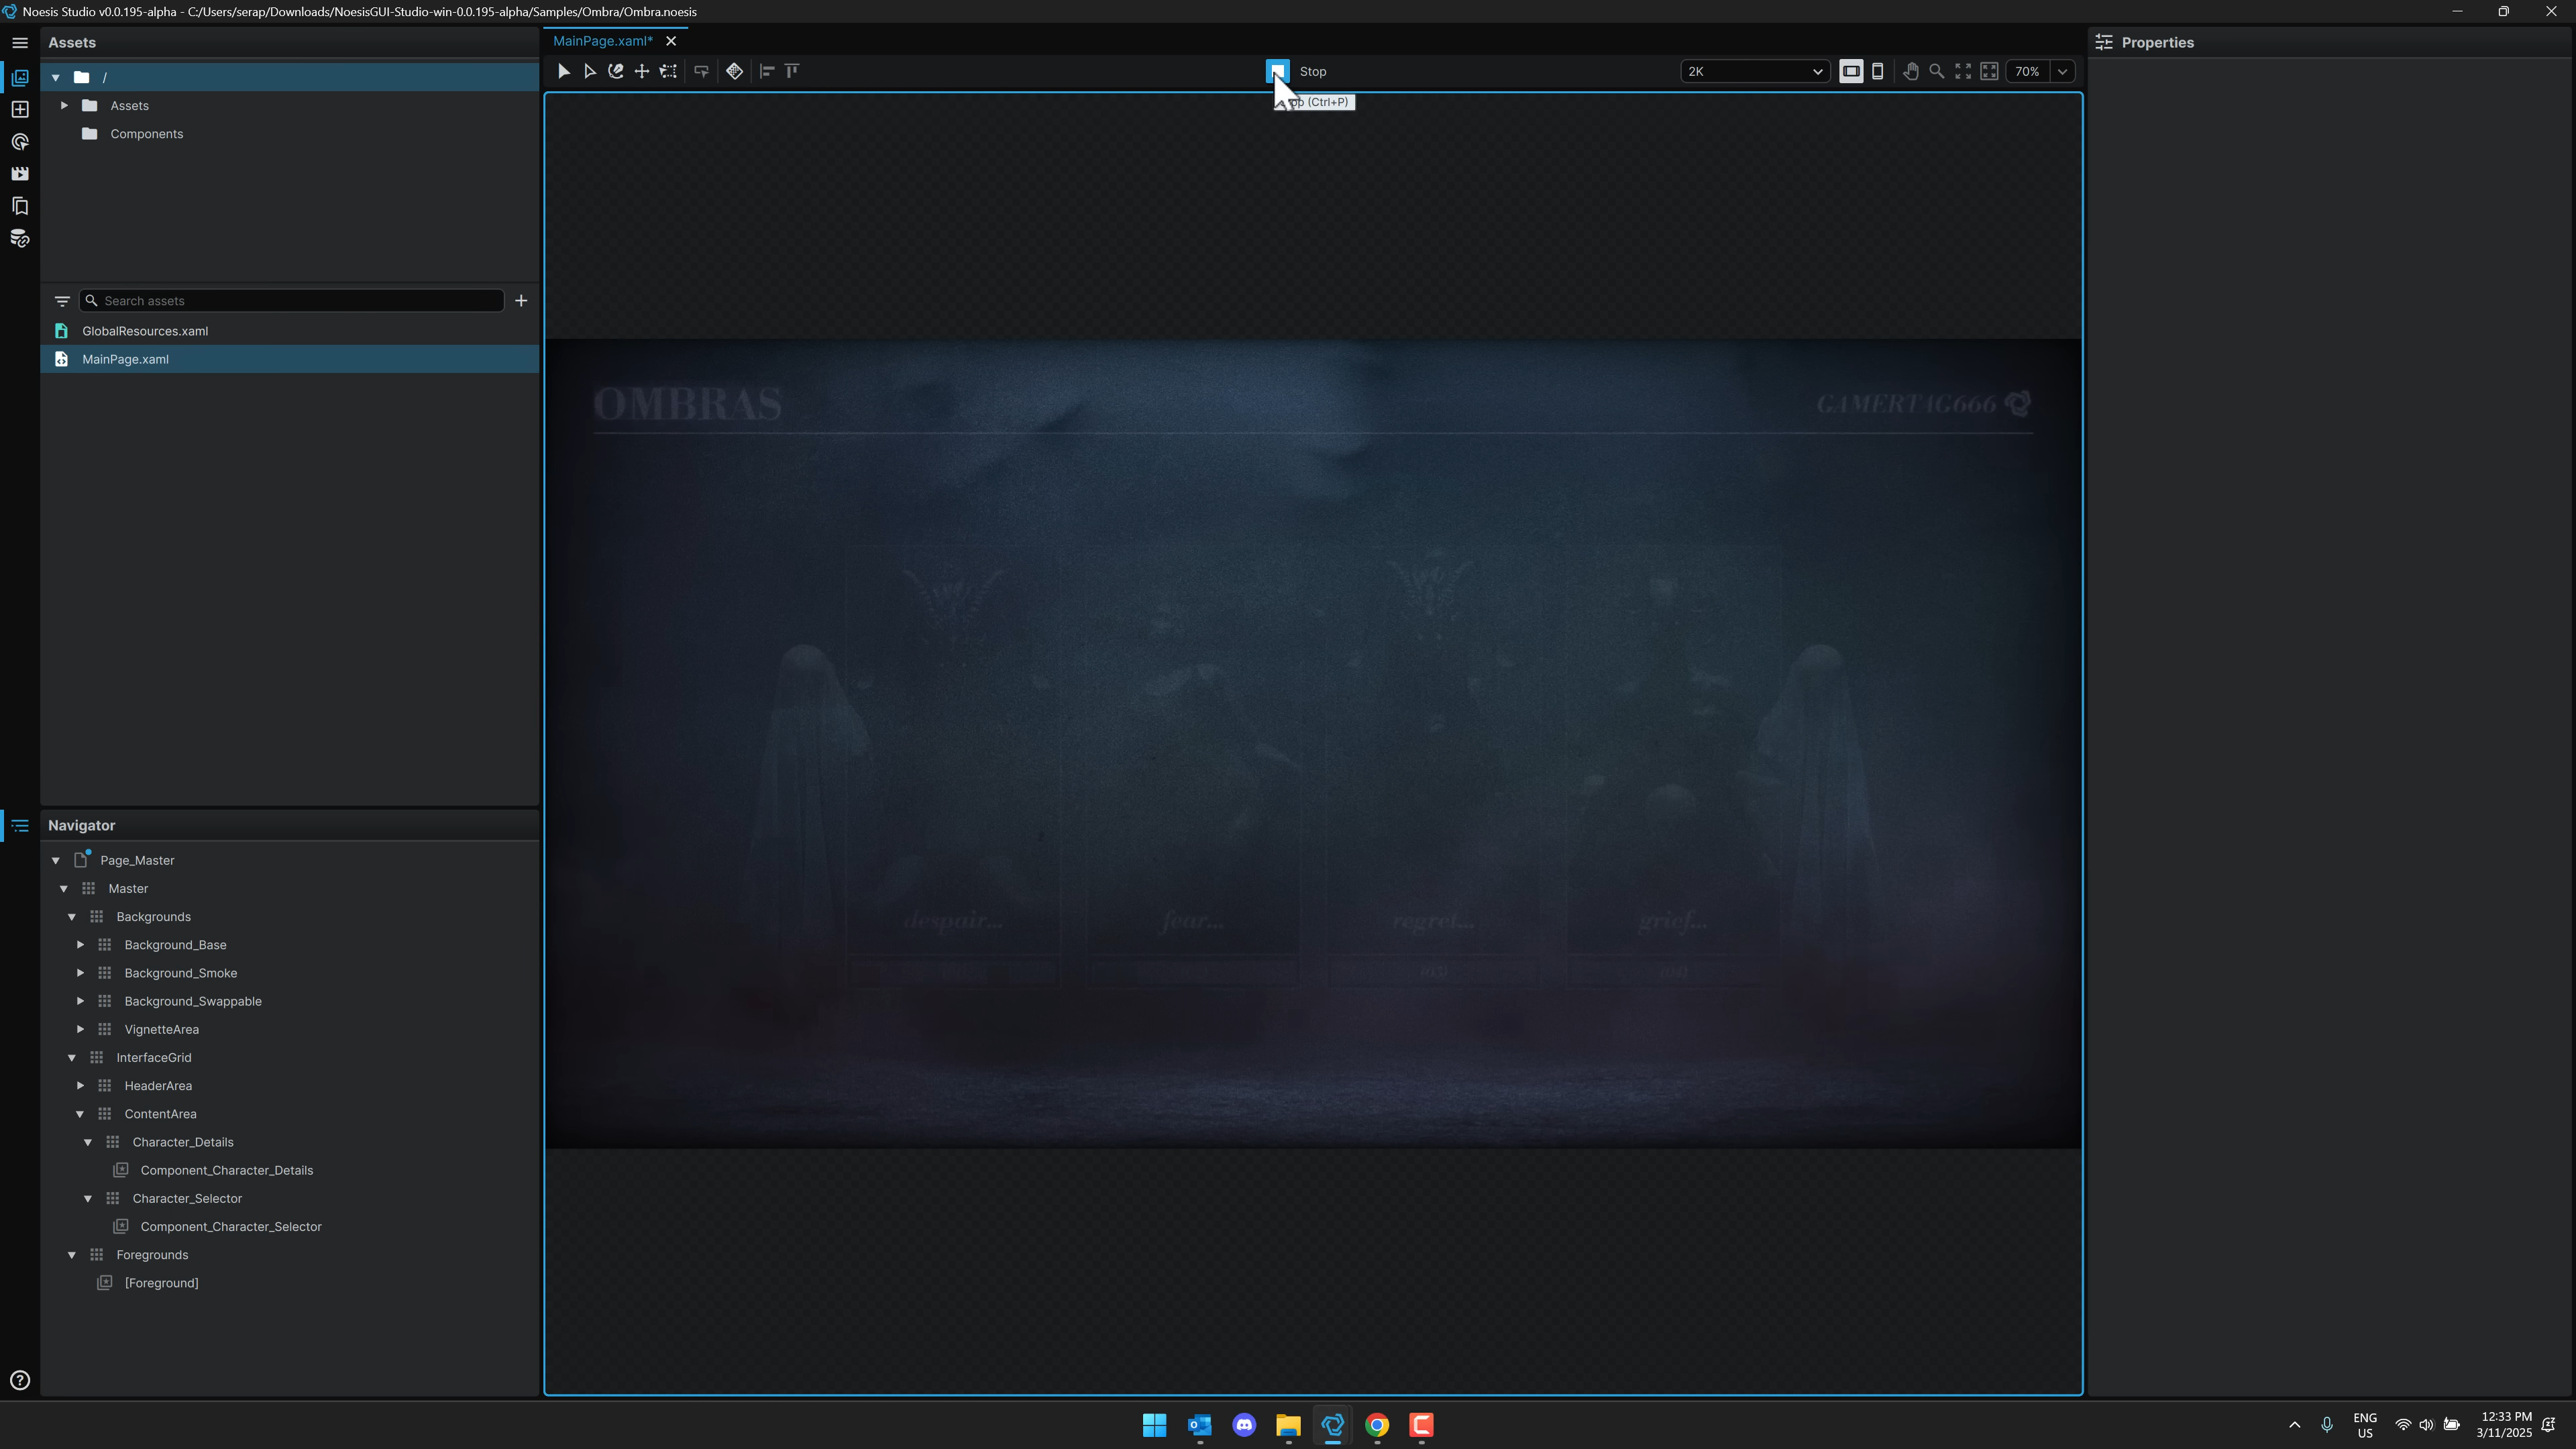 Noesis Studio v0.0.195-alpha - C:/Users/serap/Downloads/NoesisGUI-Studio-win-0.0.195-alpha/Samples/Ombra/Ombra.noesis
Assets
/
Assets
Components
Search assets
GlobalResources.xaml
MainPage.xaml
Navigator
Page_Master
Master
Backgrounds
Background_Base
Background_Smoke
Background_Swappable
VignetteArea
InterfaceGrid
HeaderArea
ContentArea
Character_Details
Component_Character_Details
Character_Selector
Component_Character_Selector
Foregrounds
[Foreground]
MainPage.xaml*
Stop
(Ctrl+P)
2K
70%
OMBRAS
GAMERTAG666
despair...
fear...
regret...
grief...
Properties
ENG
US
12:33 PM
3/11/2025